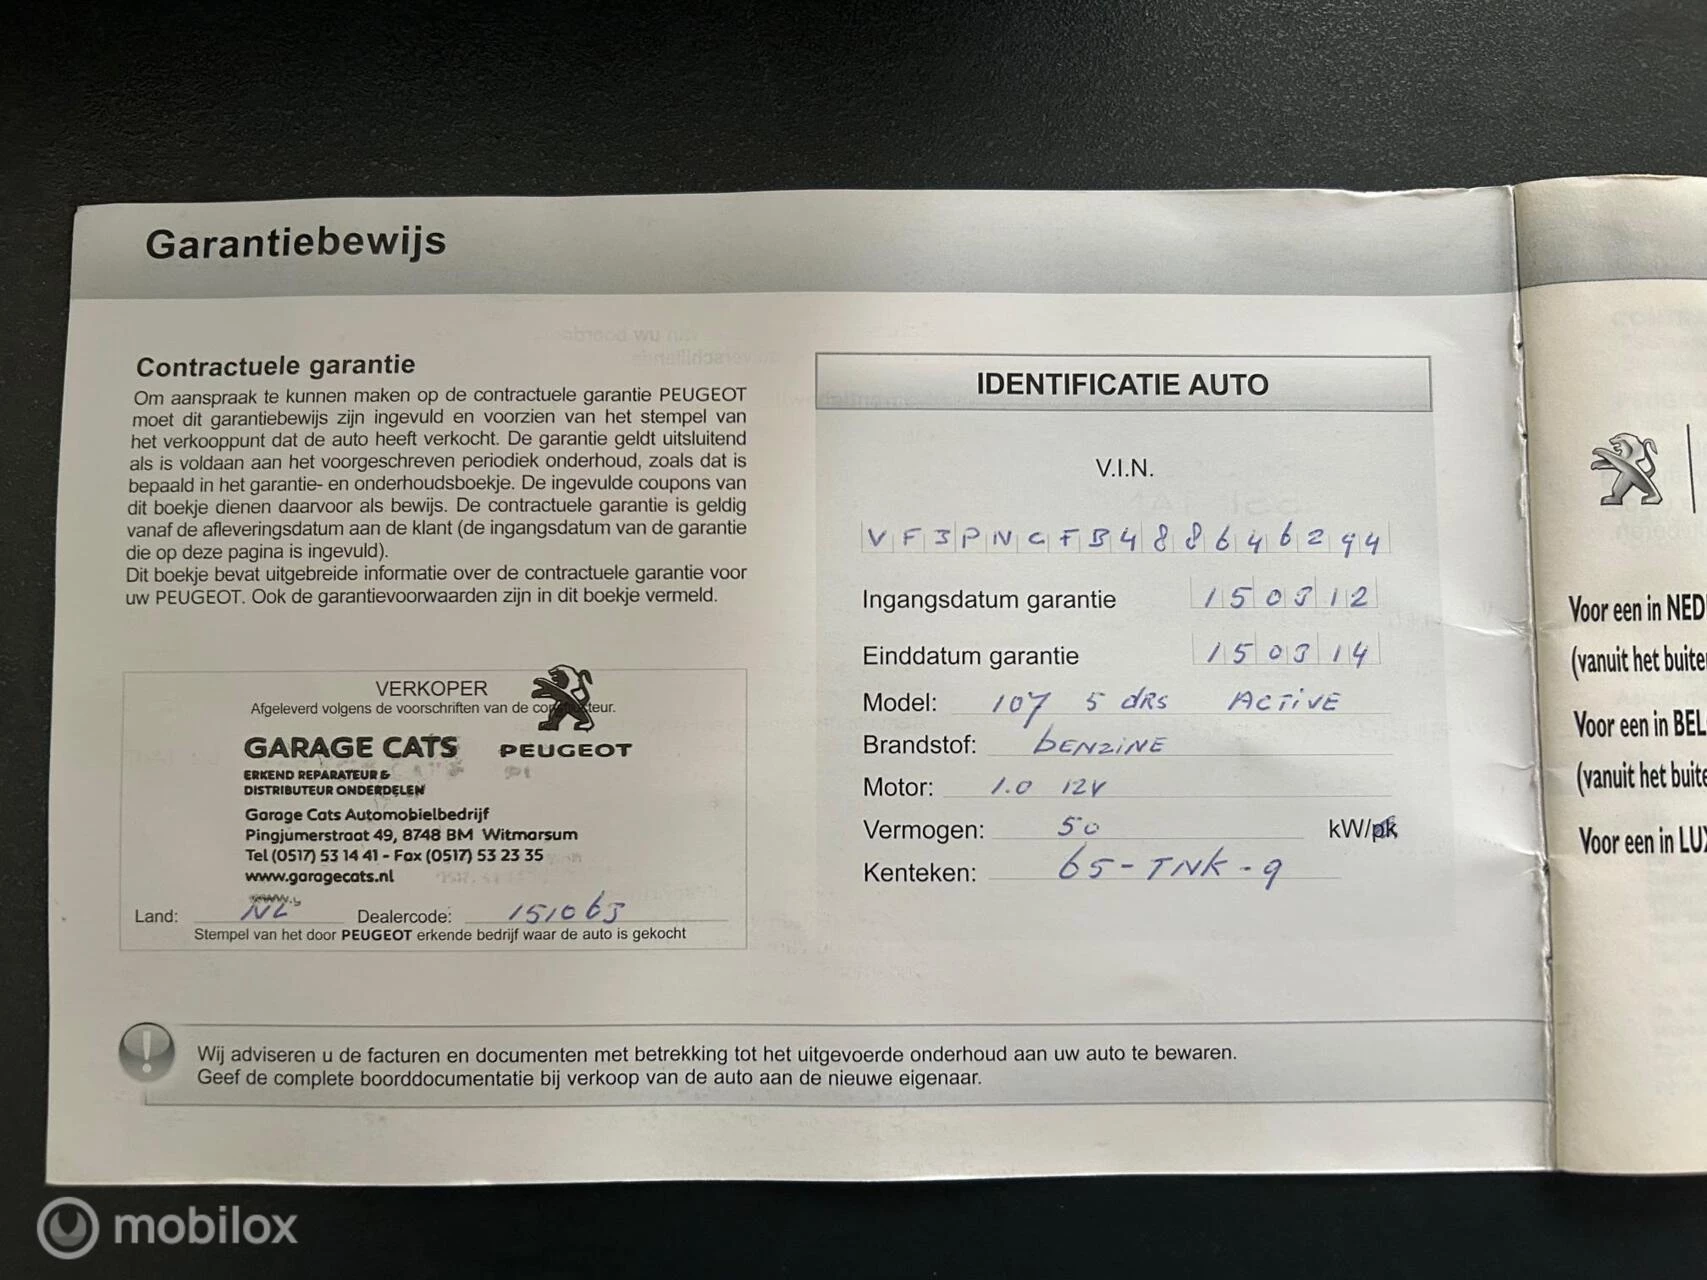 Garantiebewijs
Contractuele garantie
Om aanspraak te kunnen maken op de contractuele garantie PEUGEOT
moet dit garantiebewijs zijn ingevuld en voorzien van het stempel van
het verkooppunt dat de auto heeft verkocht. De garantie geldt uitsluitend
als is voldaan aan het voorgeschreven periodiek onderhoud, zoals dat is
bepaald in het garantie- en onderhoudsboekje. De ingevulde coupons van
dit boekje dienen daarvoor als bewijs. De contractuele garantie is geldig
vanaf de afleveringsdatum aan de klant (de ingangsdatum van de garantie
die op deze pagina is ingevuld).
Dit boekje bevat uitgebreide informatie over de contractuele garantie voor
uw PEUGEOT. Ook de garantievoorwaarden zijn in dit boekje vermeld.
VERKOPER
Afgeleverd volgens de voorschriften van de
GARAGE CATS PEUGEOT
ERKEND REPARATEUR &
DISTRIBUTEUR ONDERDELEN
Garage Cats Automobielbedrijf
Pingjumerstraat 49, 8748 BM Witmarsum
Tel (0517) 53 14 41 - Fax (0517) 53 23 35
www.garagecats.nl
Land: NL Dealercode: 151063
Stempel van het door PEUGEOT erkende bedrijf waar de auto is gekocht
IDENTIFICATIE AUTO
V.I.N.
VF3PNCFB488646294
Ingangsdatum garantie 150312
Einddatum garantie 150314
Model: 107 5 dRS ACTIVE
Brandstof: BENZINE
Motor: 1.0 12V
Vermogen: 50 kW/pk
Kenteken: 65-TNK-9
Wij adviseren u de facturen en documenten met betrekking tot het uitgevoerde onderhoud aan uw auto te bewaren.
Geef de complete boorddocumentatie bij verkoop van de auto aan de nieuwe eigenaar.
Voor een in NED
(vanuit het buite
Voor een in BEL
(vanuit het buite
Voor een in LUX
mobilox